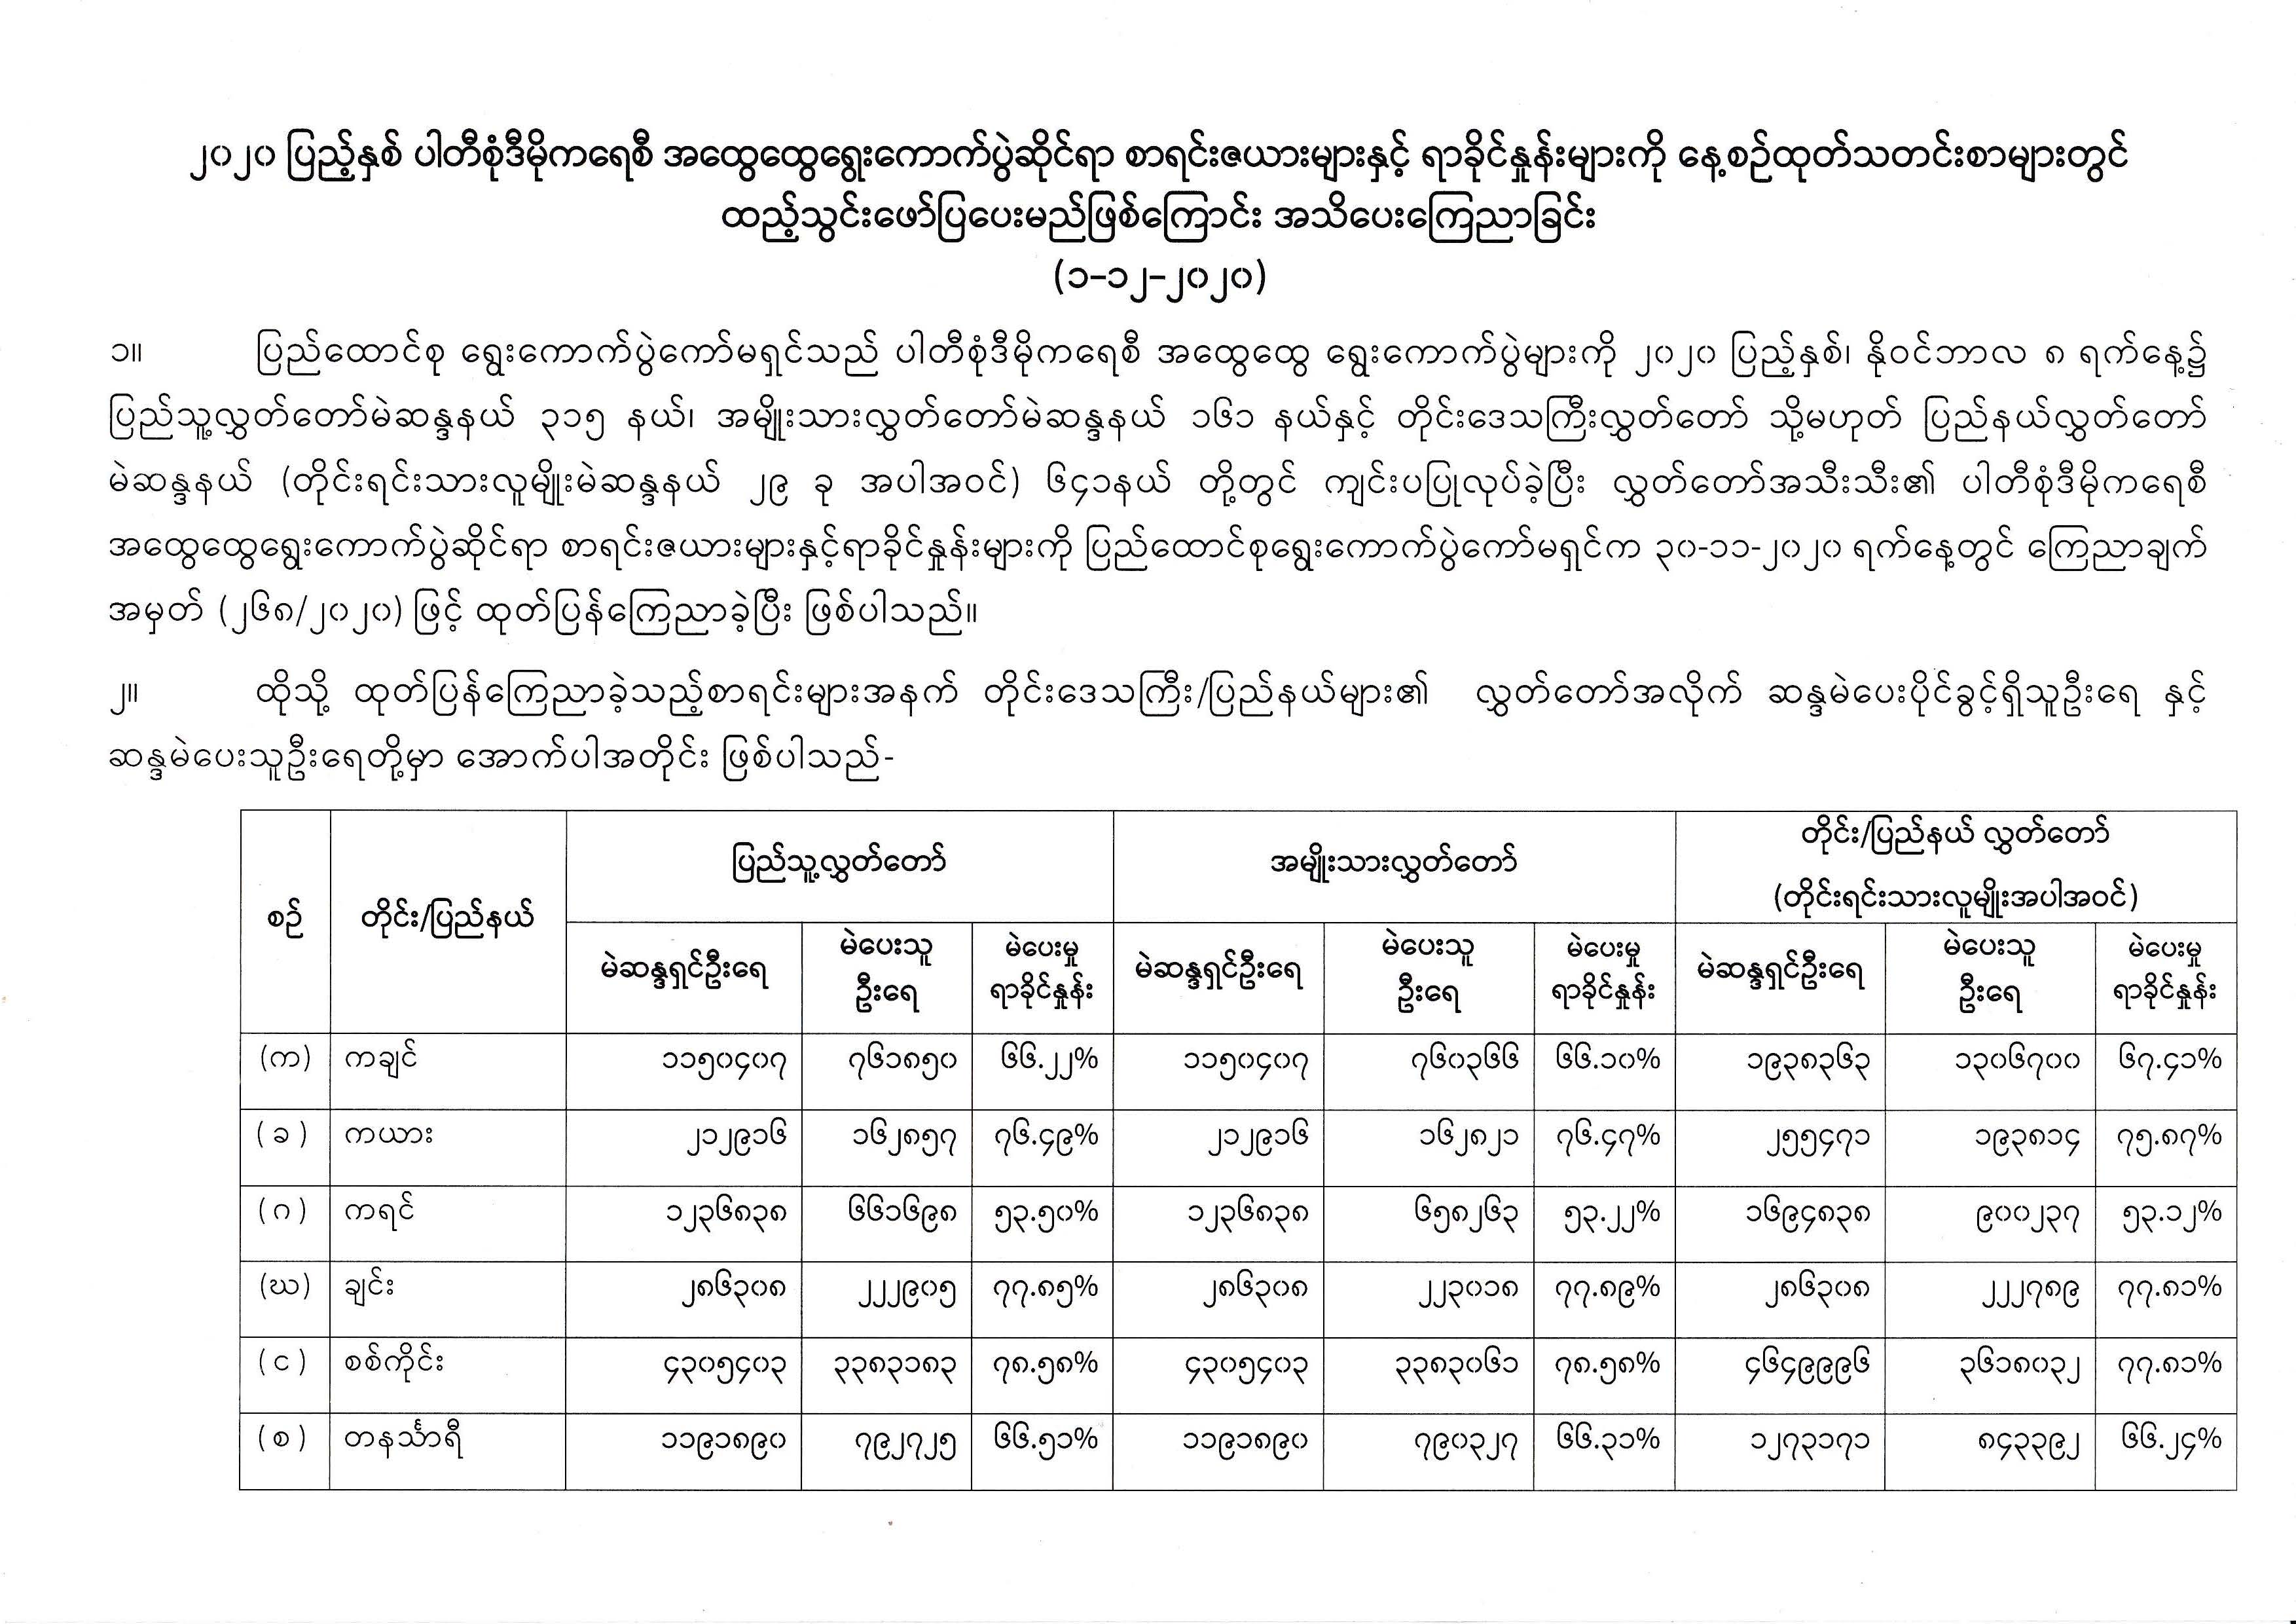 ၂၀၂၀ ပြည့်နှစ် ပါတီစုံဒီမိုကရေစီ အထွေထွေရွေးကောက်ပွဲဆိုင်ရာ စာရင်းဇယားများနှင့် ရာခိုင်နှုန်းများကို နေ့စဉ်ထုတ်သတင်းစာများတွင်
ထည့်သွင်းဖော်ပြပေးမည်ဖြစ်ကြောင်း အသိပေးကြေညာခြင်း
(၁-၁၂-၂၀၂၀)
၁။ ပြည်ထောင်စု ရွေးကောက်ပွဲကော်မရှင်သည် ပါတီစုံဒီမိုကရေစီ အထွေထွေ ရွေးကောက်ပွဲများကို ၂၀၂၀ ပြည့်နှစ်၊ နိုဝင်ဘာလ ၈ ရက်နေ့၌
ပြည်သူ့လွှတ်တော်မဲဆန္ဒနယ် ၃၁၅ နယ်၊ အမျိုးသားလွှတ်တော်မဲဆန္ဒနယ် ၁၆၁ နယ်နှင့် တိုင်းဒေသကြီးလွှတ်တော် သို့မဟုတ် ပြည်နယ်လွှတ်တော်
မဲဆန္ဒနယ် (တိုင်းရင်းသားလူမျိုးမဲဆန္ဒနယ် ၂၉ ခု အပါအဝင်) ၆၄၁နယ် တို့တွင် ကျင်းပပြုလုပ်ခဲ့ပြီး လွှတ်တော်အသီးသီး၏ ပါတီစုံဒီမိုကရေစီ
အထွေထွေရွေးကောက်ပွဲဆိုင်ရာ စာရင်းဇယားများနှင့်ရာခိုင်နှုန်းများကို ပြည်ထောင်စုရွေးကောက်ပွဲကော်မရှင်က ၃၀-၁၁-၂၀၂၀ ရက်နေ့တွင် ကြေညာချက်
အမှတ် (၂၆၈/၂၀၂၀) ဖြင့် ထုတ်ပြန်ကြေညာခဲ့ပြီး ဖြစ်ပါသည်။
၂။ ထိုသို့ ထုတ်ပြန်ကြေညာခဲ့သည့်စာရင်းများအနက် တိုင်းဒေသကြီး/ပြည်နယ်များ၏ လွှတ်တော်အလိုက် ဆန္ဒမဲပေးပိုင်ခွင့်ရှိသူဦးရေ နှင့်
ဆန္ဒမဲပေးသူဦးရေတို့မှာ အောက်ပါအတိုင်း ဖြစ်ပါသည်-
စဉ် တိုင်း/ပြည်နယ် ပြည်သူ့လွှတ်တော် အမျိုးသားလွှတ်တော် တိုင်း/ပြည်နယ် လွှတ်တော်
(တိုင်းရင်းသားလူမျိုးအပါအဝင်)
မဲဆန္ဒရှင်ဦးရေ မဲပေးသူ ဦးရေ မဲပေးမှု ရာခိုင်နှုန်း မဲဆန္ဒရှင်ဦးရေ မဲပေးသူ ဦးရေ မဲပေးမှု ရာခိုင်နှုန်း မဲဆန္ဒရှင်ဦးရေ မဲပေးသူ ဦးရေ မဲပေးမှု ရာခိုင်နှုန်း
(က) ကချင် ၁၁၅၀၄၀၇ ၇၆၁၈၅၀ ၆၆.၂၂% ၁၁၅၀၄၀၇ ၇၆၀၃၆၆ ၆၆.၁၀% ၁၉၃၈၃၆၃ ၁၃၀၆၇၀၀ ၆၇.၄၁%
( ခ ) ကယား ၂၁၂၉၁၆ ၁၆၂၈၅၇ ၇၆.၄၉% ၂၁၂၉၁၆ ၁၆၂၈၂၁ ၇၆.၄၇% ၂၅၅၄၇၁ ၁၉၃၈၁၄ ၇၅.၈၇%
( ဂ ) ကရင် ၁၂၃၆၈၃၈ ၆၆၁၆၉၈ ၅၃.၅၀% ၁၂၃၆၈၃၈ ၆၅၈၂၆၃ ၅၃.၂၂% ၁၆၉၄၈၃၈ ၉၀၀၂၃၇ ၅၃.၁၂%
(ဃ) ချင်း ၂၈၆၃၀၈ ၂၂၂၉၀၅ ၇၇.၈၅% ၂၈၆၃၀၈ ၂၂၃၀၁၈ ၇၇.၈၉% ၂၈၆၃၀၈ ၂၂၂၇၈၉ ၇၇.၈၁%
( င ) စစ်ကိုင်း ၄၃၀၅၄၀၃ ၃၃၈၃၁၈၃ ၇၈.၅၈% ၄၃၀၅၄၀၃ ၃၃၈၃၀၆၁ ၇၈.၅၈% ၄၆၄၉၉၉၆ ၃၆၁၈၀၃၂ ၇၇.၈၁%
( စ ) တနင်္သာရီ ၁၁၉၁၈၉၀ ၇၉၂၇၂၅ ၆၆.၅၁% ၁၁၉၁၈၉၀ ၇၉၀၃၂၇ ၆၆.၃၁% ၁၂၇၃၁၇၁ ၈၄၃၃၉၂ ၆၆.၂၄%